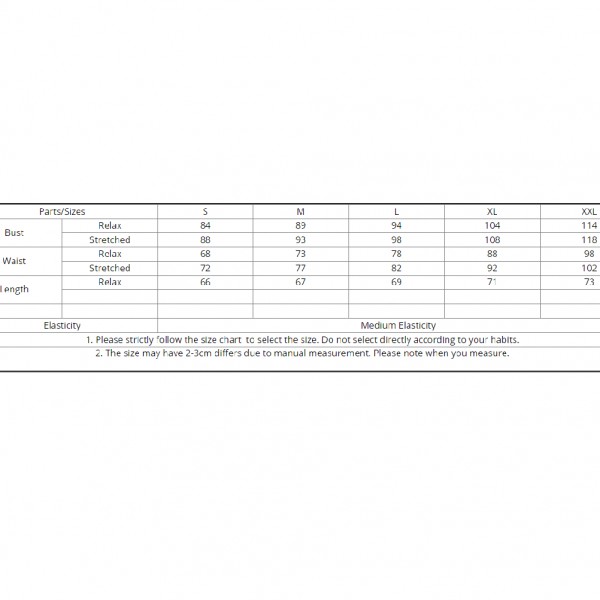 Parts/Sizes S M L XL XXL
Bust Relax 84 89 94 104 114
Stretched 88 93 98 108 118
Waist Relax 68 73 78 88 98
Stretched 72 77 82 92 102
Length Relax 66 67 69 71 73
Elasticity Medium Elasticity
1. Please strictly follow the size chart to select the size. Do not select directly according to your habits.
2. The size may have 2-3cm differs due to manual measurement. Please note when you measure.